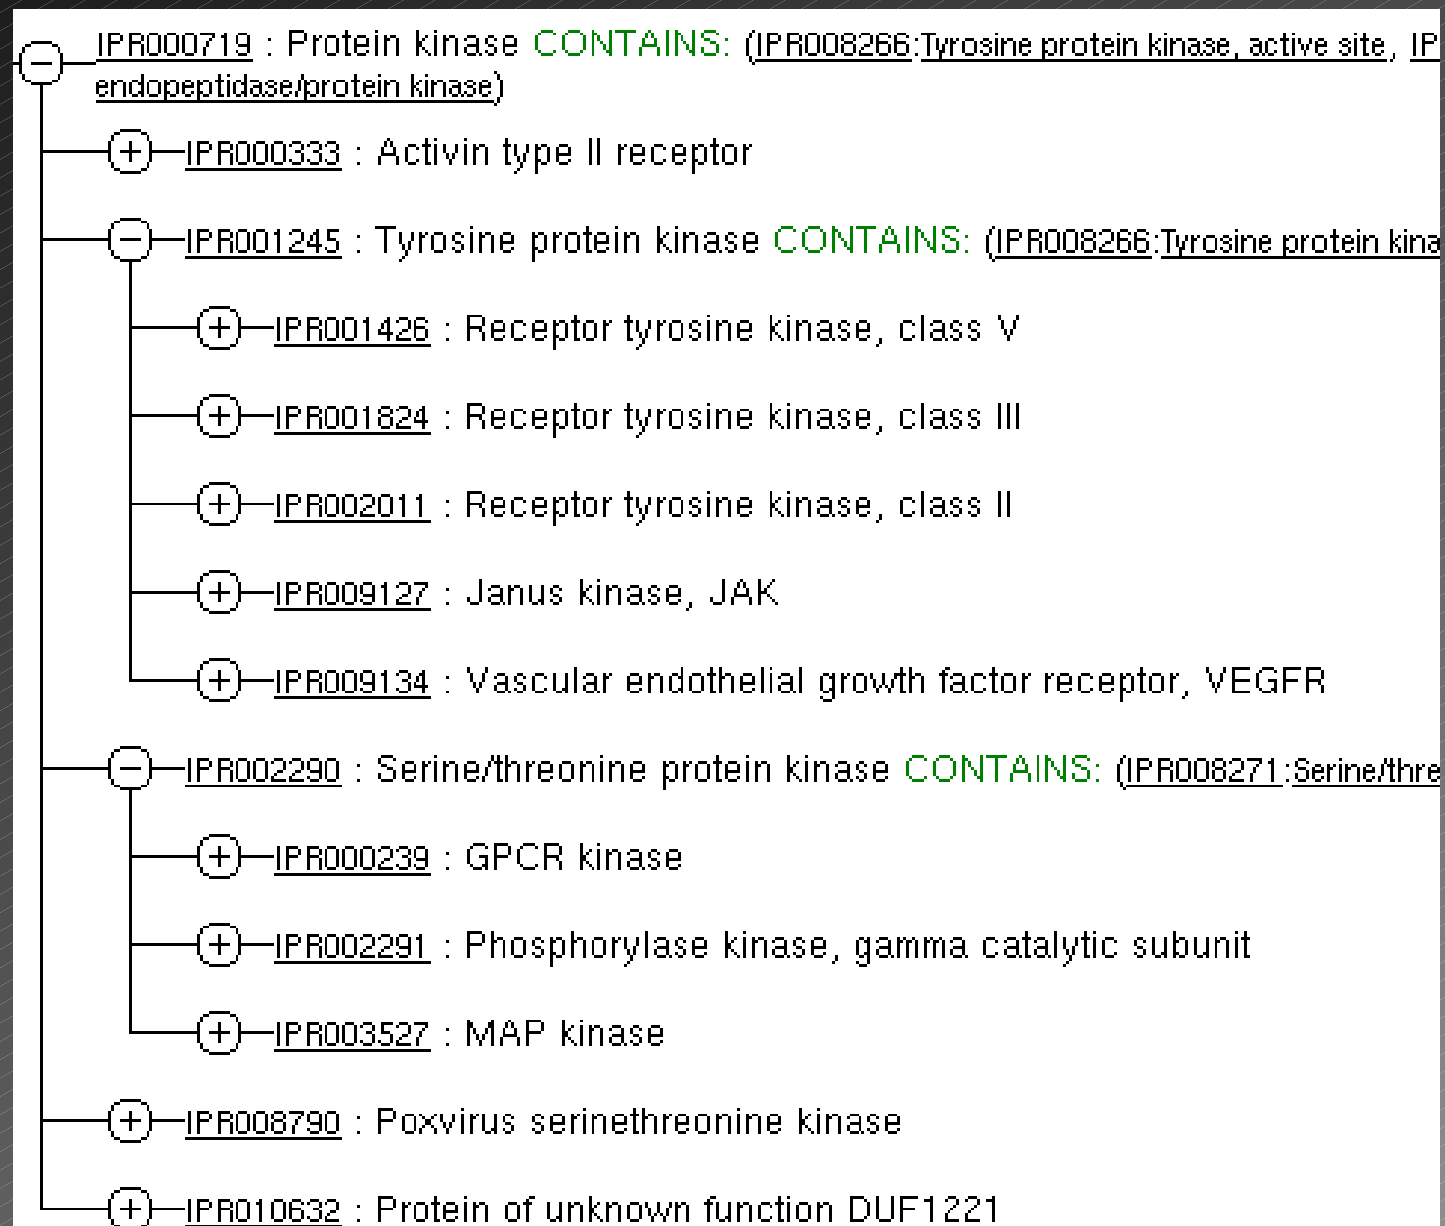 IPR000719 : Protein kinase CONTAINS: (IPR008266:Tyrosine protein kinase, active site, IP
endopeptidase/protein kinase)
IPR000333 : Activin type II receptor
IPR001245 : Tyrosine protein kinase CONTAINS: (IPR008266:Tyrosine protein kina
IPR001426 : Receptor tyrosine kinase, class V
IPR001824 : Receptor tyrosine kinase, class III
IPR002011 : Receptor tyrosine kinase, class II
IPR009127 : Janus kinase, JAK
IPR009134 : Vascular endothelial growth factor receptor, VEGFR
IPR002290 : Serine/threonine protein kinase CONTAINS: (IPR008271:Serine/thre
IPR000239 : GPCR kinase
IPR002291 : Phosphorylase kinase, gamma catalytic subunit
IPR003527 : MAP kinase
IPR008790 : Poxvirus serinethreonine kinase
IPR010632 : Protein of unknown function DUF1221